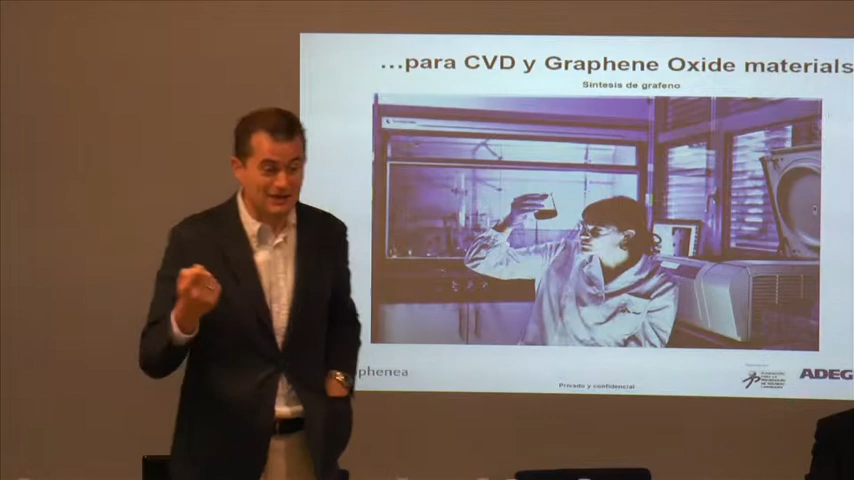 ...para CVD y Graphene Oxide materials
Síntesis de grafeno
phenea
Privado y confidencial
ADEG